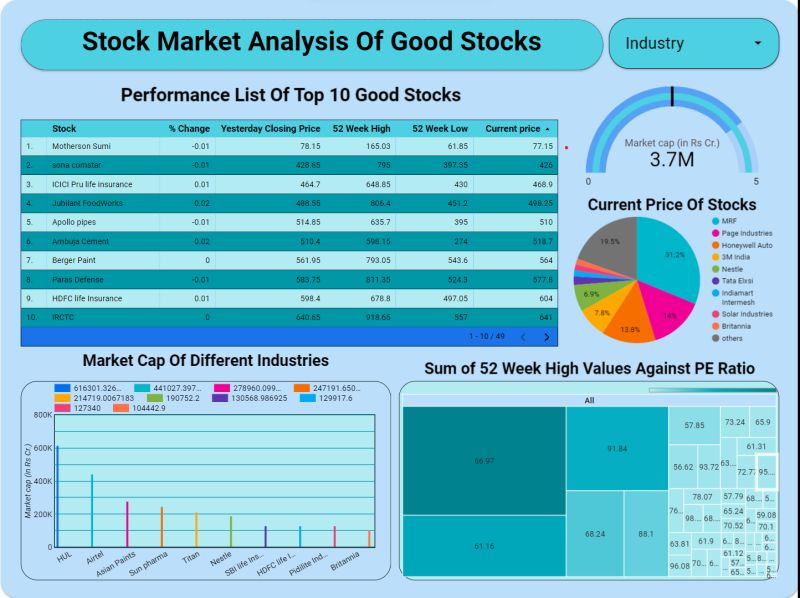 Stock Market Analysis Of Good Stocks
Industry
Performance List Of Top 10 Good Stocks
Stock % Change Yesterday Closing Price 52 Week High 52 Week Low Current price
1. Motherson Sumi -0.01 78.15 165.03 61.85 77.15
2. sona comstar -0.01 428.65 795 397.35 426
3. ICICI Pru life insurance 0.01 464.7 648.85 430 468.9
4. Jubilant FoodWorks 0.02 488.55 806.4 451.2 498.25
5. Apollo pipes -0.01 514.85 635.7 395 510
6. Ambuja Cement 0.02 510.4 598.15 274 518.7
7. Berger Paint 0 561.95 793.05 543.6 564
8. Paras Defense -0.01 583.75 811.35 524.3 577.8
9. HDFC life Insurance 0.01 598.4 678.8 497.05 604
10. IRCTC 0 640.65 918.65 557 641
1 - 10 / 49
Market cap (in Rs Cr.)
3.7M
0 5
Current Price Of Stocks
31.2%
14%
13.8%
7.8%
6.9%
19.5%
MRF
Page Industries
Honeywell Auto
3M India
Nestle
Tata Elxsi
Indiamart
Intermesh
Solar Industries
Britannia
others
Market Cap Of Different Industries
616301.326... 441027.397... 278960.099... 247191.650...
214719.0067183 190752.2 130568.986925 129917.6
127340 104442.9
Market cap (in Rs Cr.)
800K
600K
400K
200K
0
HUL Airtel Asian Paints Sun pharma Titan Nestle SBI life Ins... HDFC life I... Pidilite Ind... Britannia
Sum of 52 Week High Values Against PE Ratio
All
66.97
61.16
91.84
68.24
88.1
57.85
73.24
65.9
61.31
56.62
93.72
63...
72.77
95....
76...
78.07
57.79
68...
5...
98...
68...
65.24
6...
59.08
70.52
70.1
63.81
61.9
8...
6...
61.12
96.08
70...
6...
57...
65...